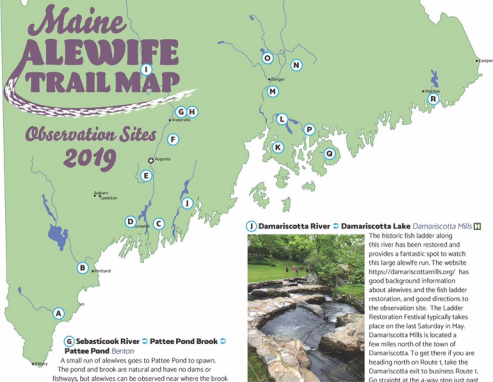 Maine
ALEWIFE
TRAIL MAP
Observation Sites
2019
I
O
N
Bangor
M
Eastport
Machias
R
G H
Waterville
L
P
F
K
Q
Augusta
E
Auburn
Lewiston
J
D
C
B
Portland
A
Kittery
J Damariscotta River Damariscotta Lake Damariscotta Mills H
The historic fish ladder along
this river has been restored and
provides a fantastic spot to watch
this large alewife run. The website
https://damariscottamills.org/ has
good background information
about alewives and the fish ladder
restoration, and good directions to
the observation site. The Ladder
Restoration Festival typically takes
place on the last Saturday in May.
Damariscotta Mills is located a
few miles north of the town of
Damariscotta. To get there if you are
heading north on Route 1, take the
Damariscotta exit to business Route 1.
Go straight at the 4-way stop just past
G Sebasticook River Pattee Pond Brook
Pattee Pond Benton
A small run of alewives goes to Pattee Pond to spawn.
The pond and brook are natural and have no dams or
fishways, but alewives can be observed near where the brook